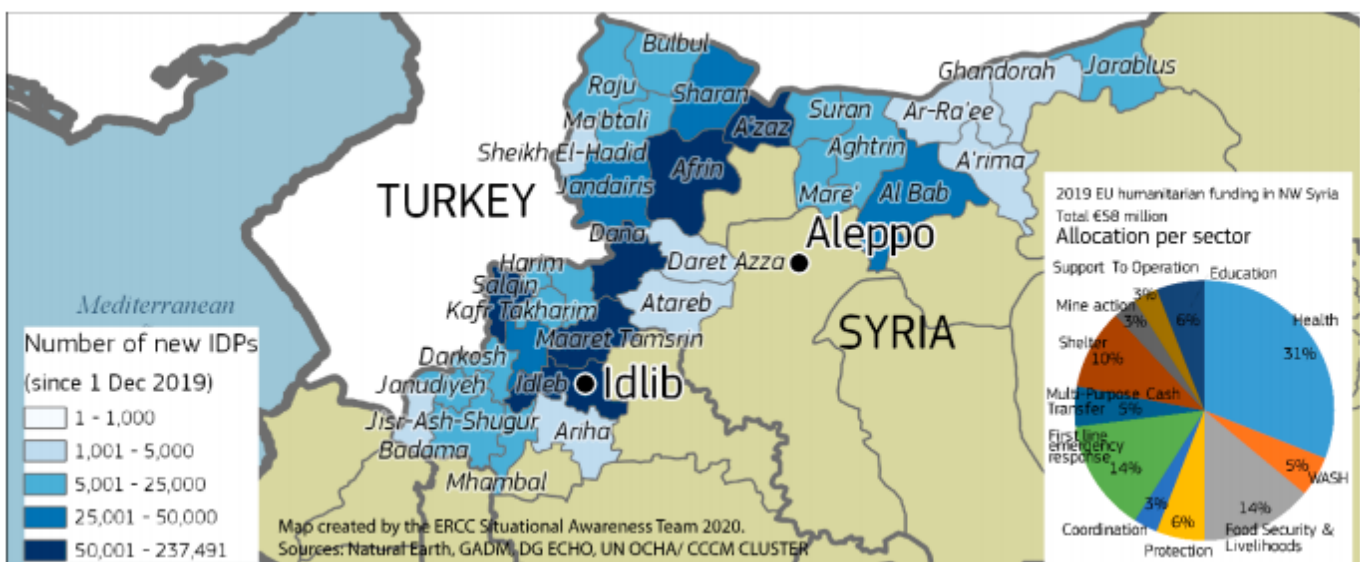 Bulbul
Ghandorah
Jarablus
Raju
Sharan
Suran
Ar-Ra'ee
Ma'btali
A'zaz
Sheikh El-Hadid
Afrin
Aghtrin
A'rima
Jandairis
Mare'
Al Bab
TURKEY
Aleppo
Dana
Daret Azza
Harim
Salqin
Atareb
Kafr Takharim
Mediterranean
SYRIA
Maaret Tamsrin
Darkosh
Janudiyeh
Idleb
Idlib
Jisr-Ash-Shugur
Ariha
Badama
Mhambal
Number of new IDPs
(since 1 Dec 2019)
1 - 1,000
1,001 - 5,000
5,001 - 25,000
25,001 - 50,000
50,001 - 237,491
Map created by the ERCC Situational Awareness Team 2020.
Sources: Natural Earth, GADM, DG ECHO, UN OCHA/ CCCM CLUSTER
2019 EU humanitarian funding in NW Syria
Total €58 million
Allocation per sector
Support To Operation
3%
Education
6%
Mine action
3%
Health
31%
Shelter
10%
Multi-Purpose Cash
Transfer
5%
First line
emergency
response
14%
5%
WASH
3%
Coordination
6%
Protection
14%
Food Security &
Livelihoods